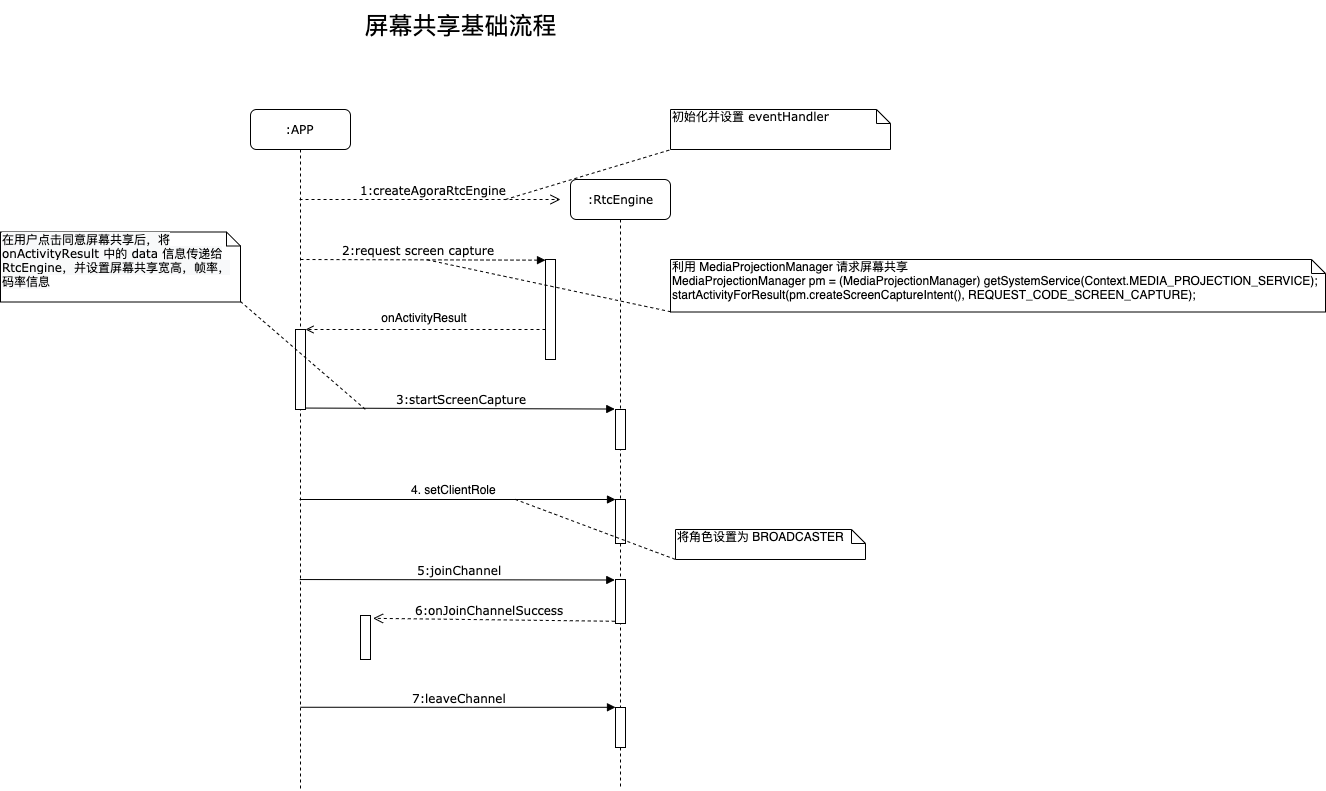 屏幕共享基础流程
:APP
初始化并设置 eventHandler
1:createAgoraRtcEngine
:RtcEngine
在用户点击同意屏幕共享后，将
onActivityResult 中的 data 信息传递给
RtcEngine，并设置屏幕共享宽高，帧率，
码率信息
2:request screen capture
利用 MediaProjectionManager 请求屏幕共享
MediaProjectionManager pm = (MediaProjectionManager) getSystemService(Context.MEDIA_PROJECTION_SERVICE);
startActivityForResult(pm.createScreenCaptureIntent(), REQUEST_CODE_SCREEN_CAPTURE);
onActivityResult
3:startScreenCapture
4. setClientRole
将角色设置为 BROADCASTER
5:joinChannel
6:onJoinChannelSuccess
7:leaveChannel